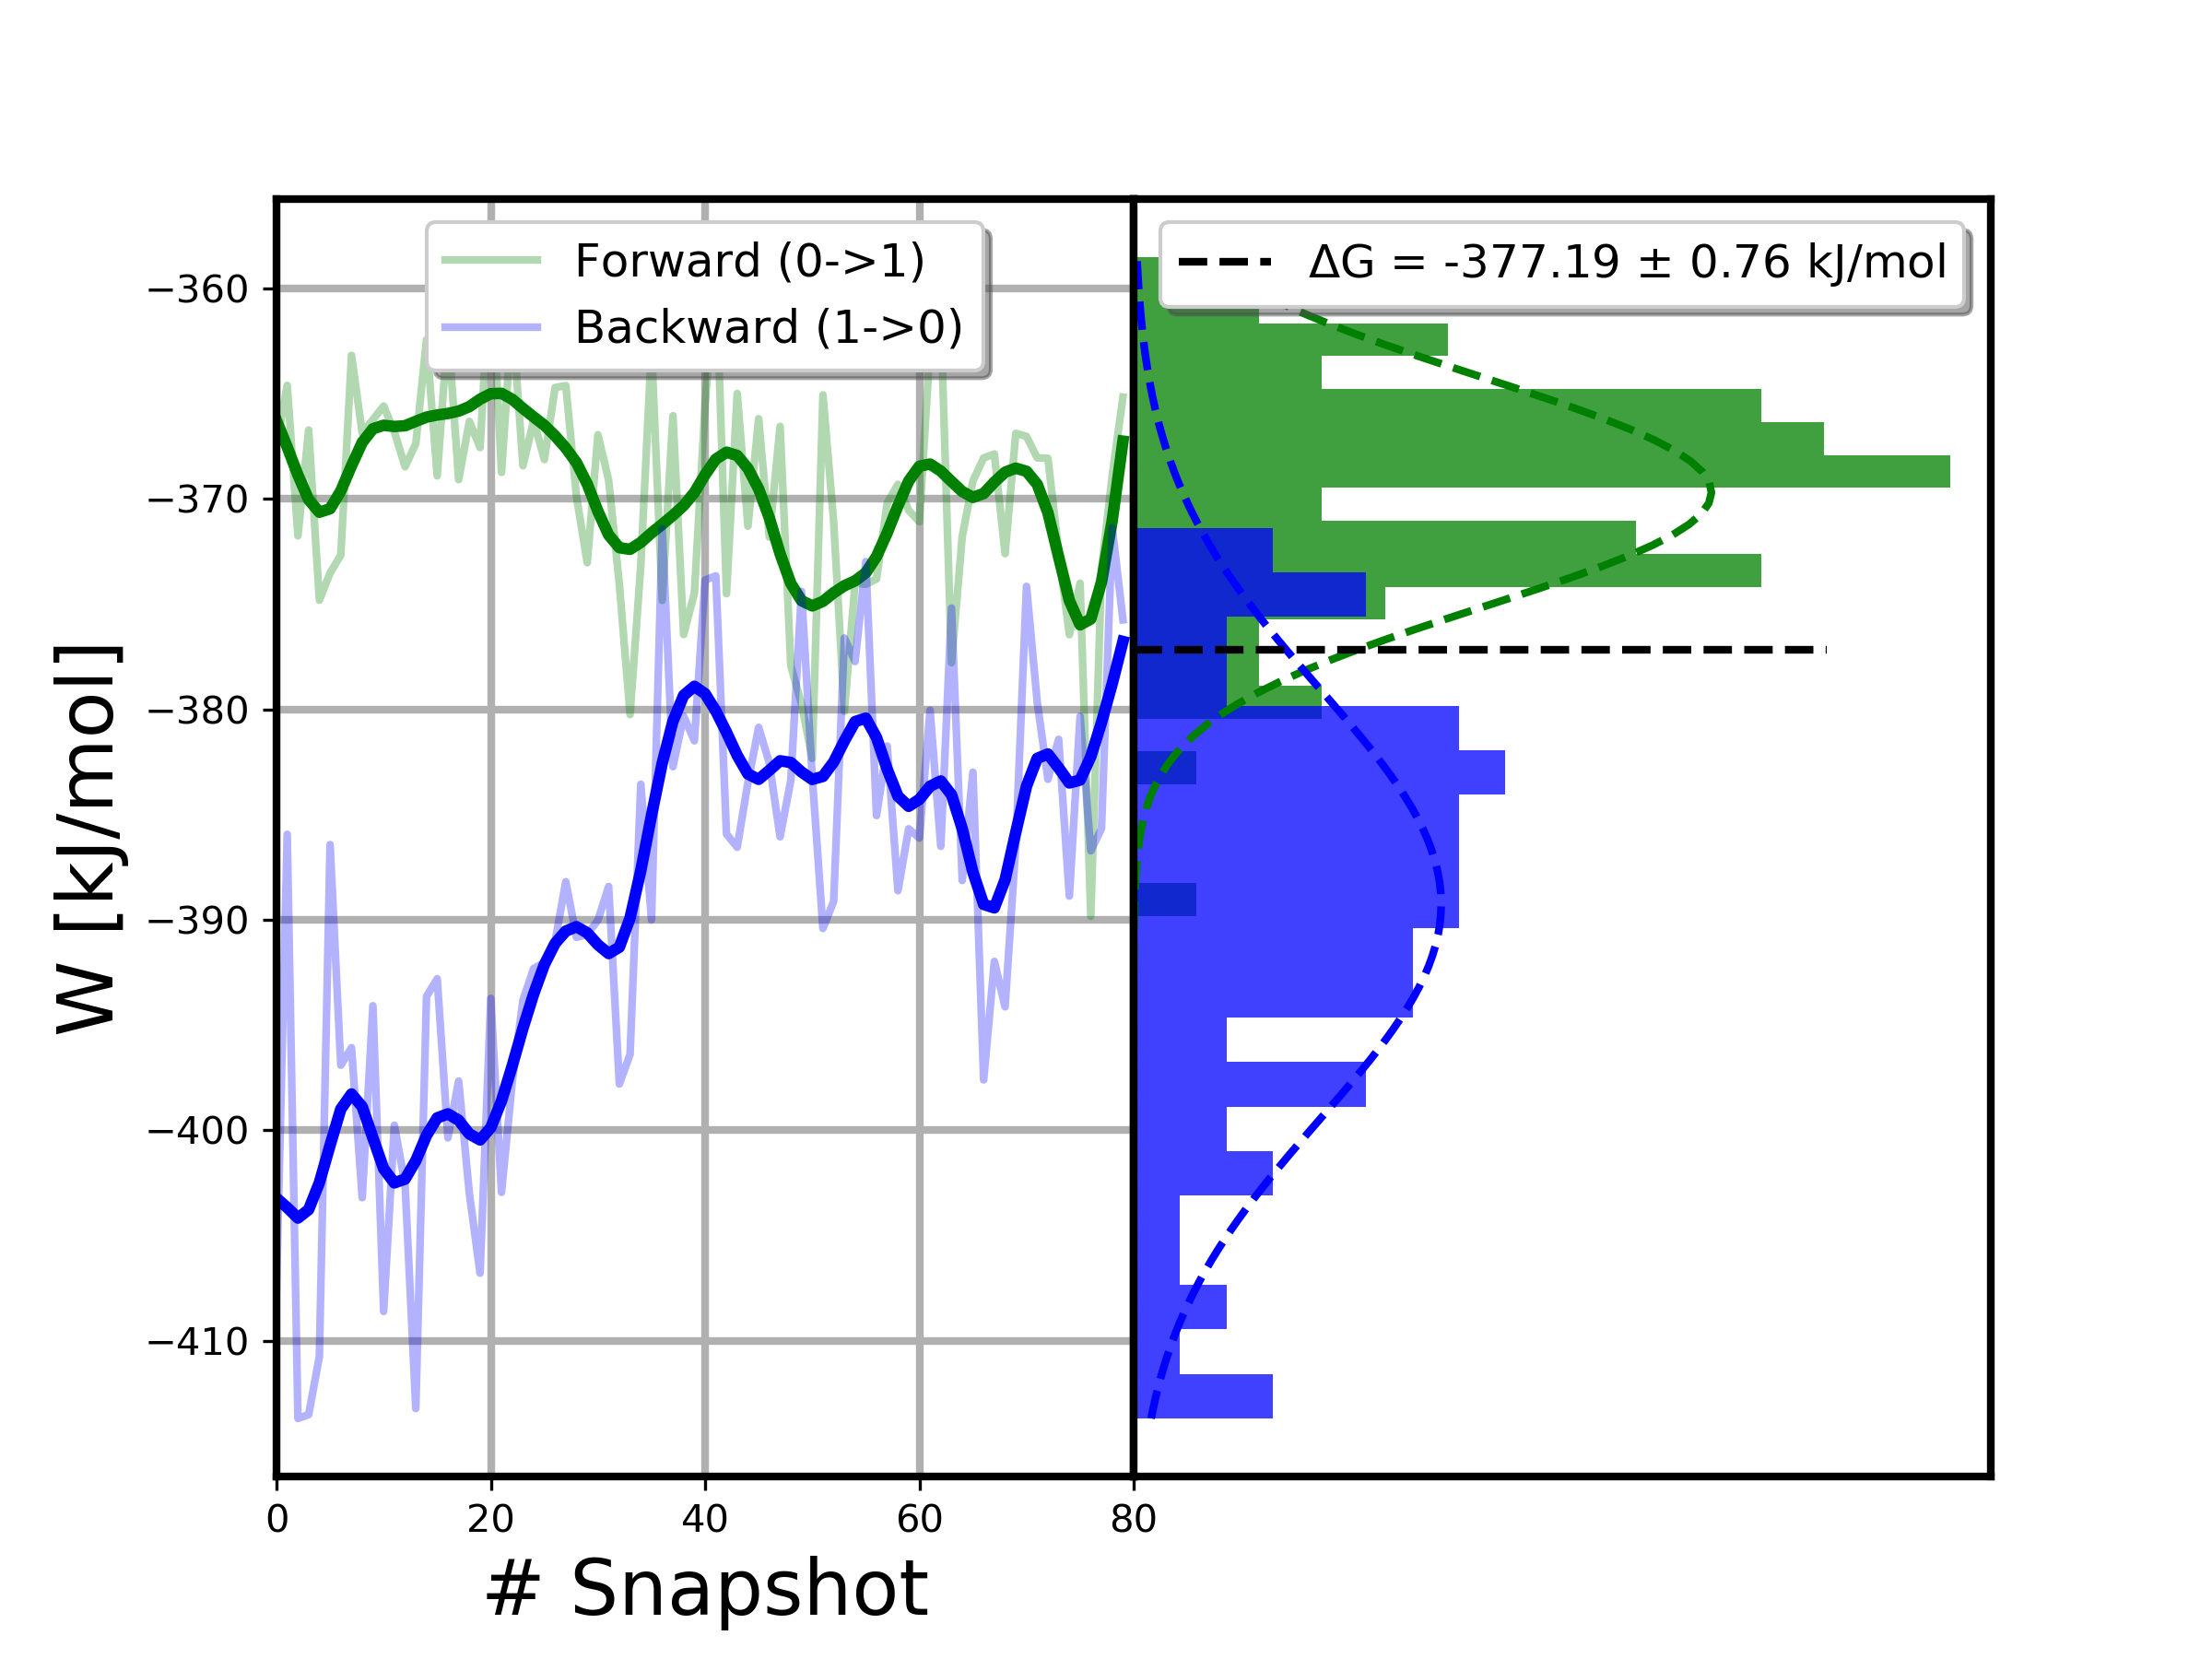 Forward (0->1)
Backward (1->0)
ΔG = -377.19 ± 0.76 kJ/mol
W [kJ/mol]
−360
−370
−380
−390
−400
−410
0 20 40 60 80
# Snapshot